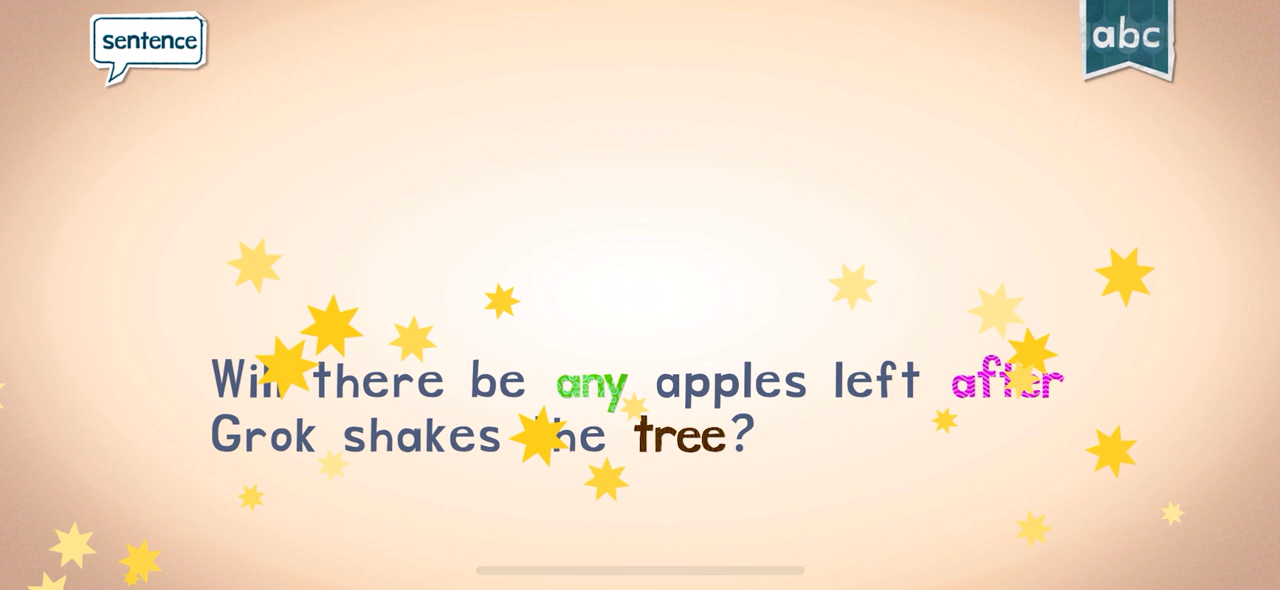 sentence
abc
Will there be any apples left after
Grok shakes the tree?